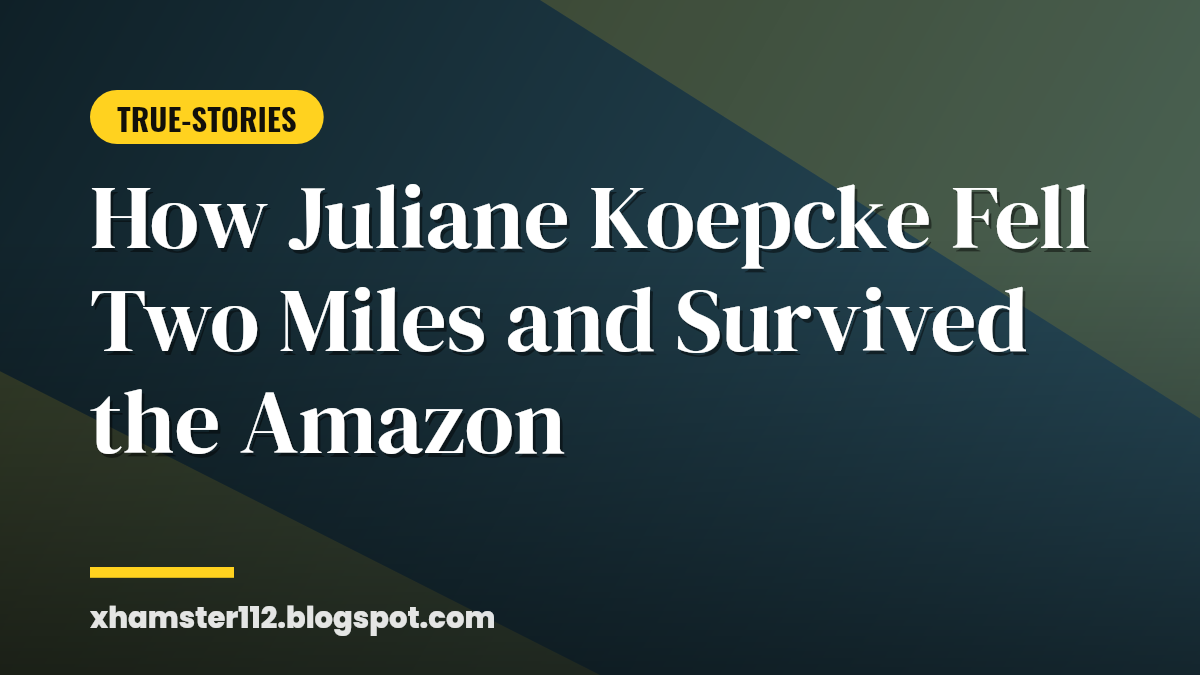 TRUE-STORIES
How Juliane Koepcke Fell
Two Miles and Survived
the Amazon
xhamster112.blogspot.com